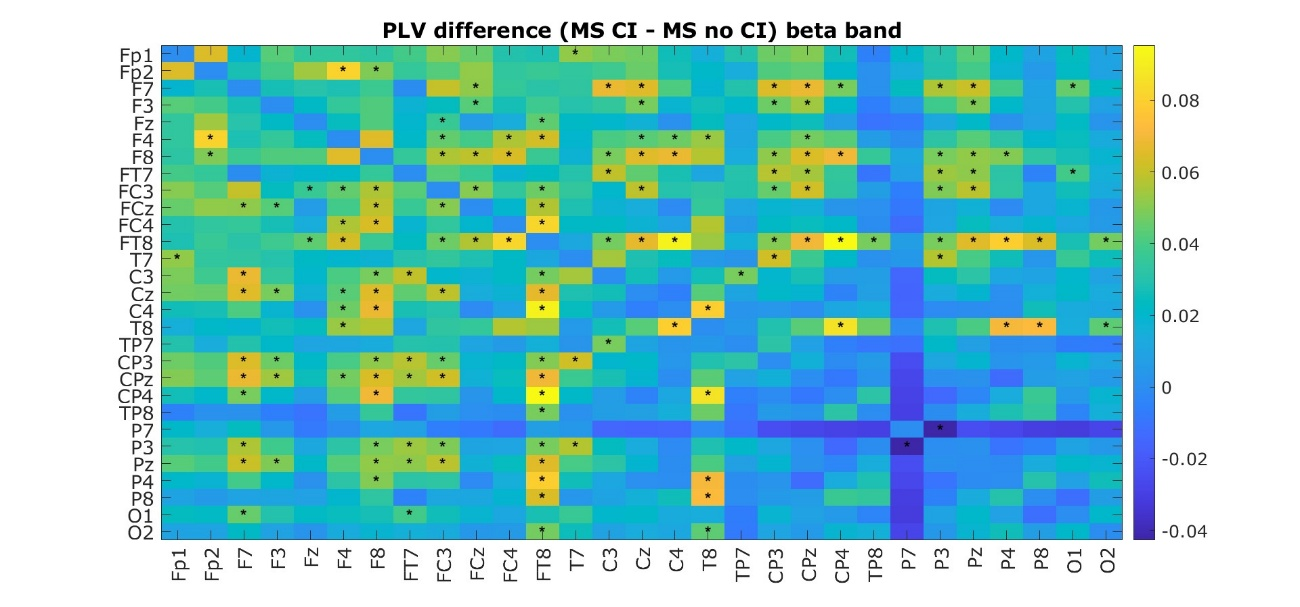 PLV difference (MS CI - MS no CI) beta band
Fp1
Fp2
F7
F3
Fz
F4
F8
FT7
FC3
FCz
FC4
FT8
T7
C3
Cz
C4
T8
TP7
CP3
CPz
CP4
TP8
P7
P3
Pz
P4
P8
O1
O2
Fp1 Fp2 F7 F3 Fz F4 F8 FT7 FC3 FCz FC4 FT8 T7 C3 Cz C4 T8 TP7 CP3 CPz CP4 TP8 P7 P3 Pz P4 P8 O1 O2
0.08
0.06
0.04
0.02
0
-0.02
-0.04